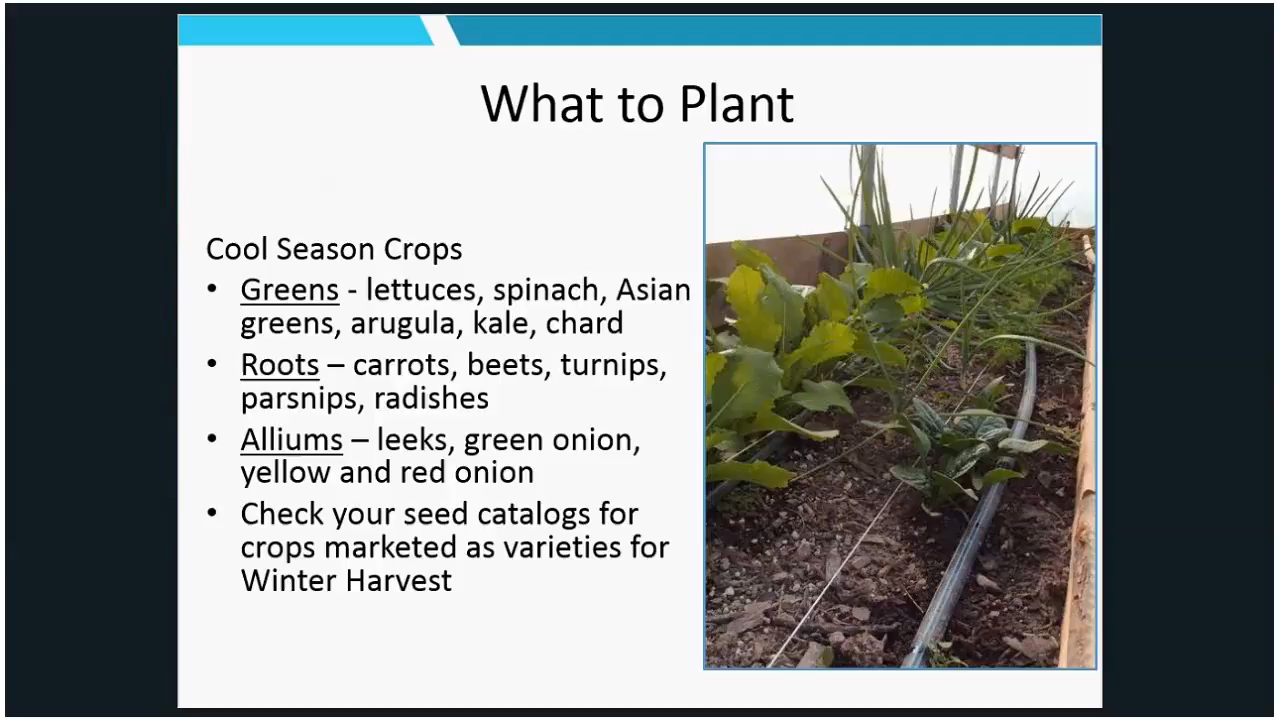 What to Plant
Cool Season Crops
• Greens - lettuces, spinach, Asian
greens, arugula, kale, chard
• Roots – carrots, beets, turnips,
parsnips, radishes
• Alliums – leeks, green onion,
yellow and red onion
• Check your seed catalogs for
crops marketed as varieties for
Winter Harvest